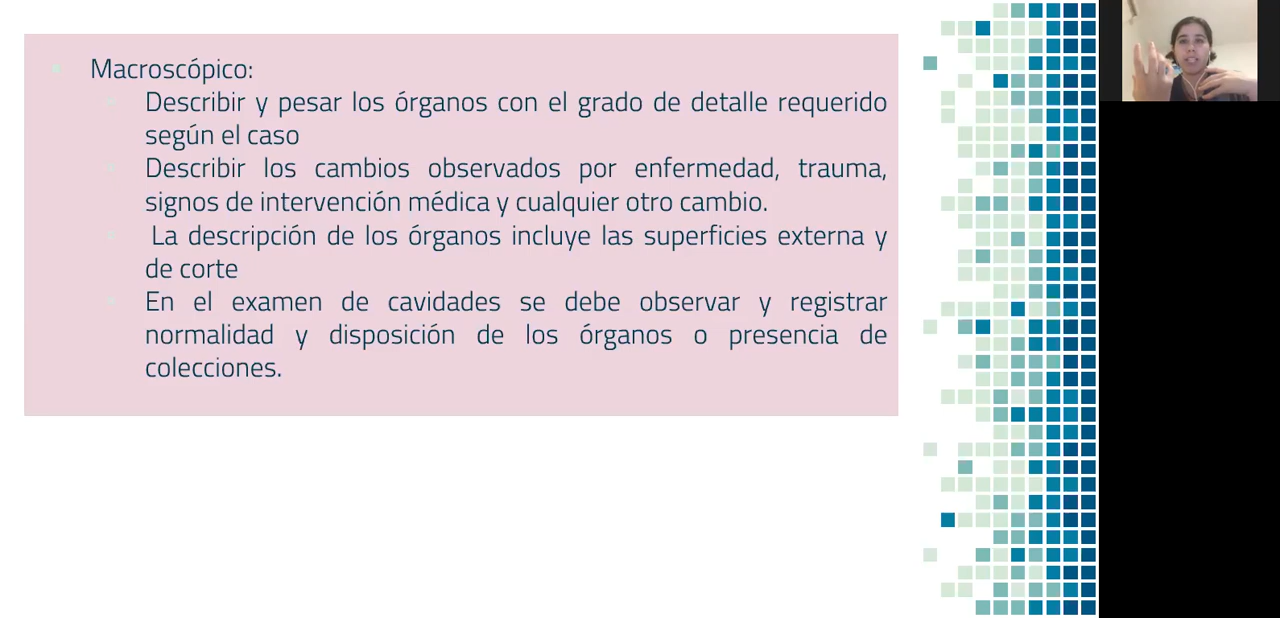 Macroscópico:
Describir y pesar los órganos con el grado de detalle requerido
según el caso
Describir los cambios observados por enfermedad, trauma,
signos de intervención médica y cualquier otro cambio.
La descripción de los órganos incluye las superficies externa y
de corte
En el examen de cavidades se debe observar y registrar
normalidad y disposición de los órganos o presencia de
colecciones.